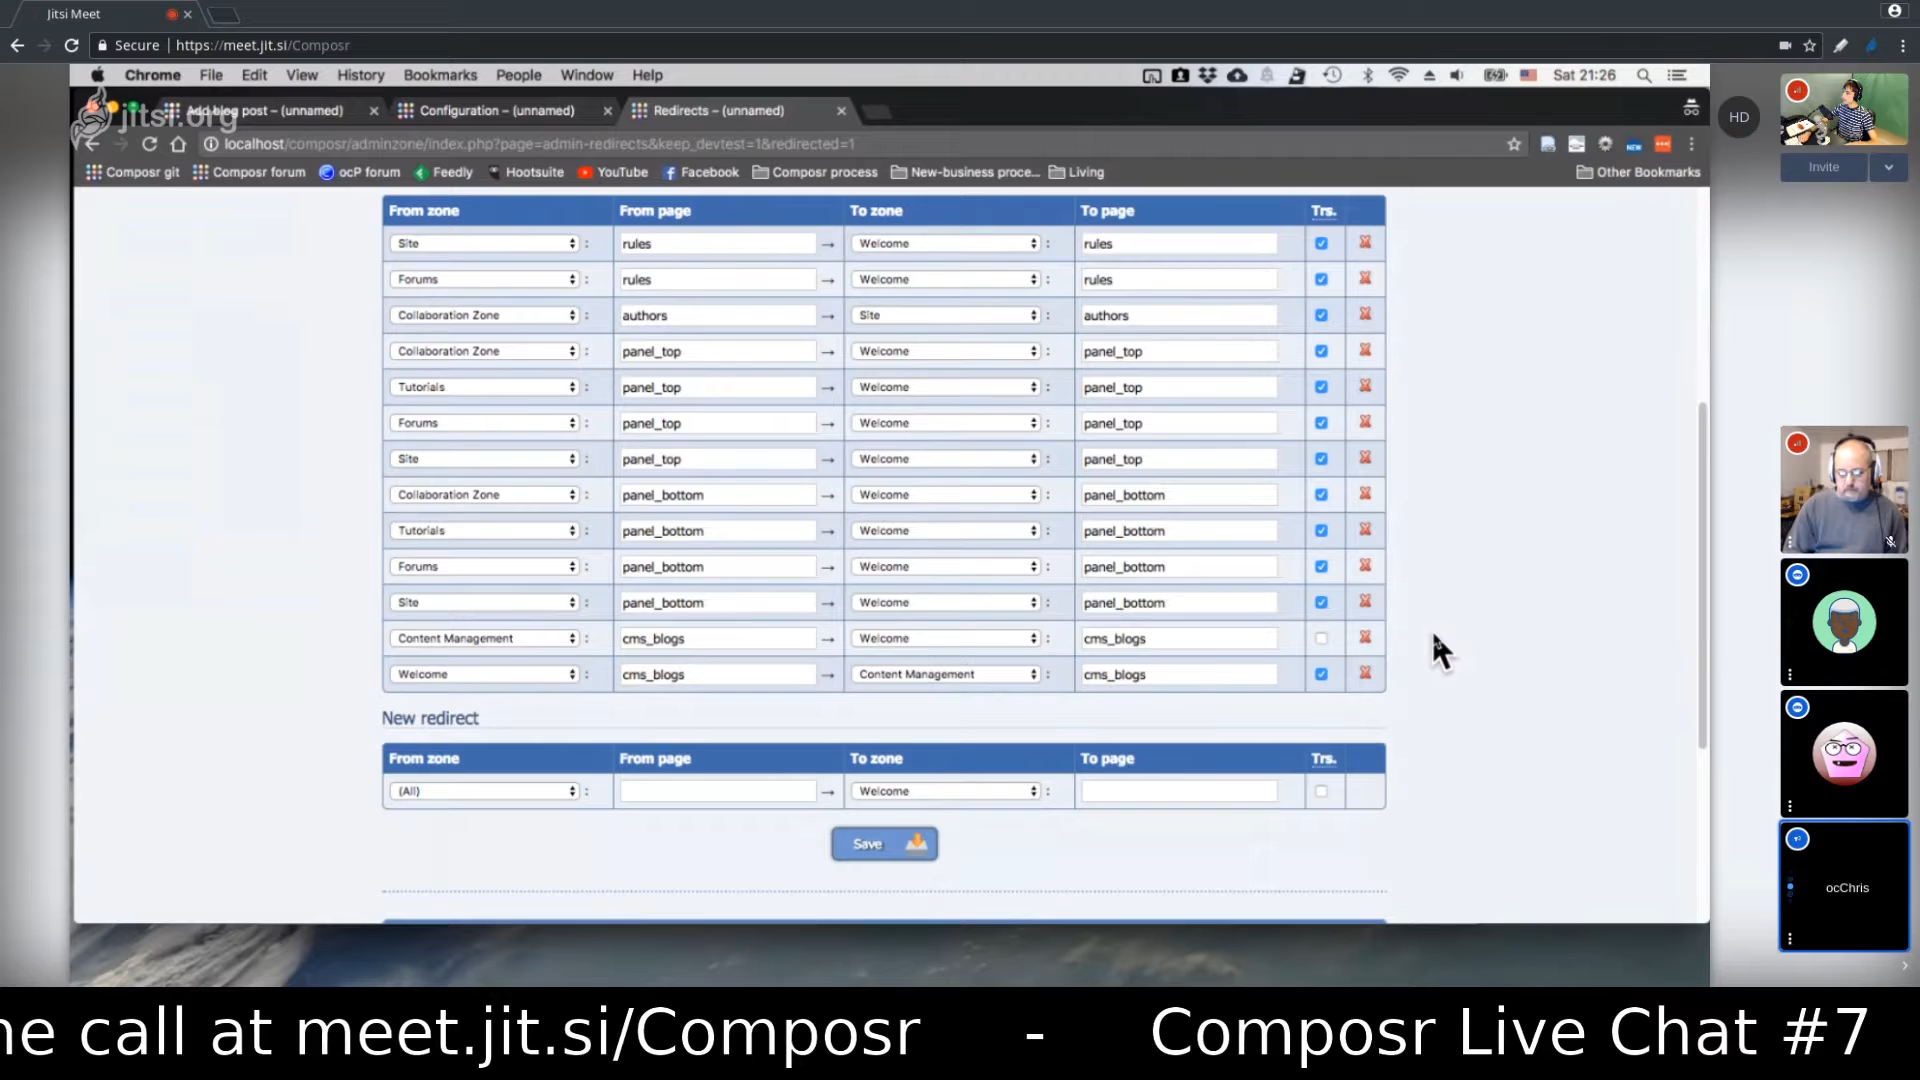 Jitsi Meet
Secure https://meet.jit.si/Composr
Chrome File Edit View History Bookmarks People Window Help Sat 21:26
jitsi.org
Add blog post – (unnamed) Configuration – (unnamed) Redirects – (unnamed)
localhost/composr/adminzone/index.php?page=admin-redirects&keep_devtest=1&redirected=1
Composr git Composr forum ocP forum Feedly Hootsuite YouTube Facebook Composr process New-business proce... Living Other Bookmarks
From zone From page To zone To page Trs.
Site : rules → Welcome : rules
Forums : rules → Welcome : rules
Collaboration Zone : authors → Site : authors
Collaboration Zone : panel_top → Welcome : panel_top
Tutorials : panel_top → Welcome : panel_top
Forums : panel_top → Welcome : panel_top
Site : panel_top → Welcome : panel_top
Collaboration Zone : panel_bottom → Welcome : panel_bottom
Tutorials : panel_bottom → Welcome : panel_bottom
Forums : panel_bottom → Welcome : panel_bottom
Site : panel_bottom → Welcome : panel_bottom
Content Management : cms_blogs → Welcome : cms_blogs
Welcome : cms_blogs → Content Management : cms_blogs
New redirect
From zone From page To zone To page Trs.
(All) : → Welcome :
Save
HD
Invite
ocChris
ne call at meet.jit.si/Composr - Composr Live Chat #7